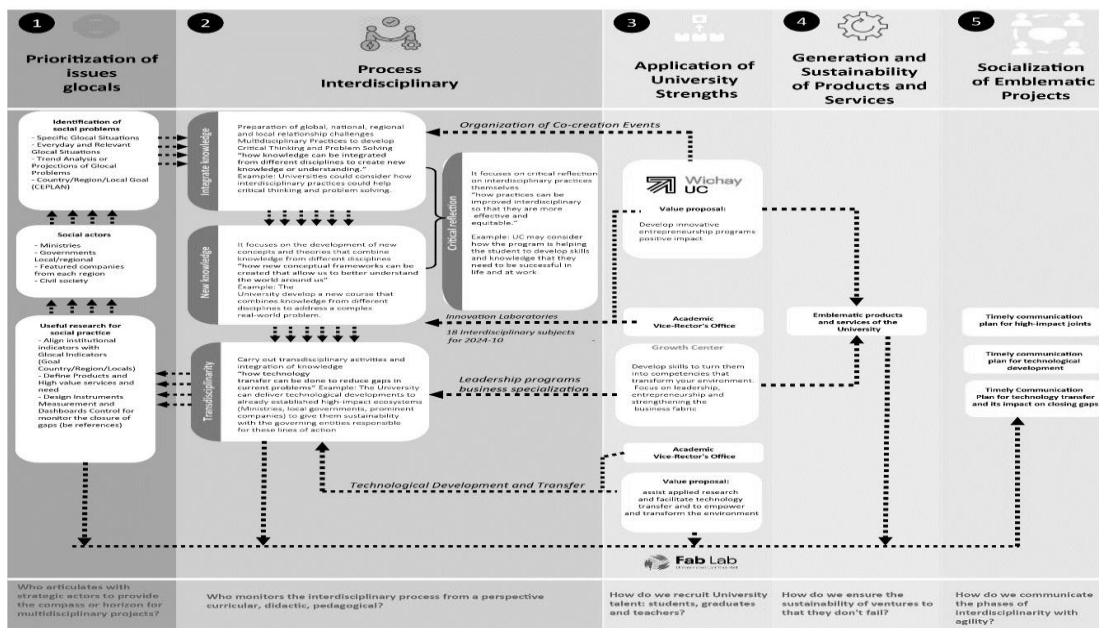 1
Prioritization of
issues
glocals
2
Process
Interdisciplinary
3
Application of
University
Strengths
4
Generation and
Sustainability
of Products and
Services
5
Socialization
of Emblematic
Projects
Identification of
social problems
- Specific Glocal Situations
- Everyday and Relevant
Glocal Situations
- Trend Analysis or
Projections of Glocal
Problems
- Country/Region/Local Goal
(CEPLAN)
Social actors
- Ministries
- Governments
Local/regional
- Featured companies
from each region
- Civil society
Useful research for
social practice
- Align institutional
indicators with
Glocal Indicators
(Goal
Country/Region/Locals)
- Define Products and
High value services and
need
- Design Instruments
Measurement and
Dashboards Control for
monitor the closure of
gaps (be references)
Integrate knowledge
Preparation of global, national, regional
and local relationship challenges
Multidisciplinary Practices to develop
Critical Thinking and Problem Solving
"how knowledge can be integrated
from different disciplines to create new
knowledge or understanding."
Example: Universities could consider how
interdisciplinary practices could help
critical thinking and problem solving.
New knowledge
It focuses on the development of new
concepts and theories that combine
knowledge from different disciplines
"how new conceptual frameworks can be
created that allow us to better understand
the world around us"
Example: The
University develop a new course that
combines knowledge from different
disciplines to address a complex
real-world problem.
Transdisciplinarity
Carry out transdisciplinary activities and
integration of knowledge
"how technology
transfer can be done to reduce gaps in
current problems" Example: The University
can deliver technological developments to
already established high-impact ecosystems
(Ministries, local governments, prominent
companies) to give them sustainability
with the governing entities responsible
for these lines of action
Critical reflection
It focuses on critical reflection
on interdisciplinary practices
themselves
"how practices can be
improved interdisciplinary
so that they are more
effective and
equitable."
Example: UC may consider
how the program is helping
the student to develop skills
and knowledge that they
need to be successful in
life and at work
Organization of Co-creation Events
Innovation Laboratories
18 Interdisciplinary subjects
for 2024-10 -
Leadership programs
business specialization
Technological Development and Transfer
Wichay
UC
Value proposal:
Develop innovative
entrepreneurship programs
positive impact
Academic
Vice-Rector's Office
Growth Center
Develop skills to turn them
into competencies that
transform your environment.
Focus on leadership,
entrepreneurship and
strengthening the
business fabric
Academic
Vice-Rector's Office
Value proposal:
assist applied research
and facilitate technology
transfer and to empower
and transform the environment
Fab Lab
Emblematic products
and services of the
University
Timely communication
plan for high-impact joints
Timely communication
plan for technological
development
Timely Communication
Plan for technology transfer
and its impact on closing gaps
Who articulates with
strategic actors to provide
the compass or horizon for
multidisciplinary projects?
Who monitors the interdisciplinary process from a perspective
curricular, didactic, pedagogical?
How do we recruit University
talent: students, graduates
and teachers?
How do we ensure the
sustainability of ventures to
that they don't fail?
How do we communicate
the phases of
interdisciplinarity with
agility?